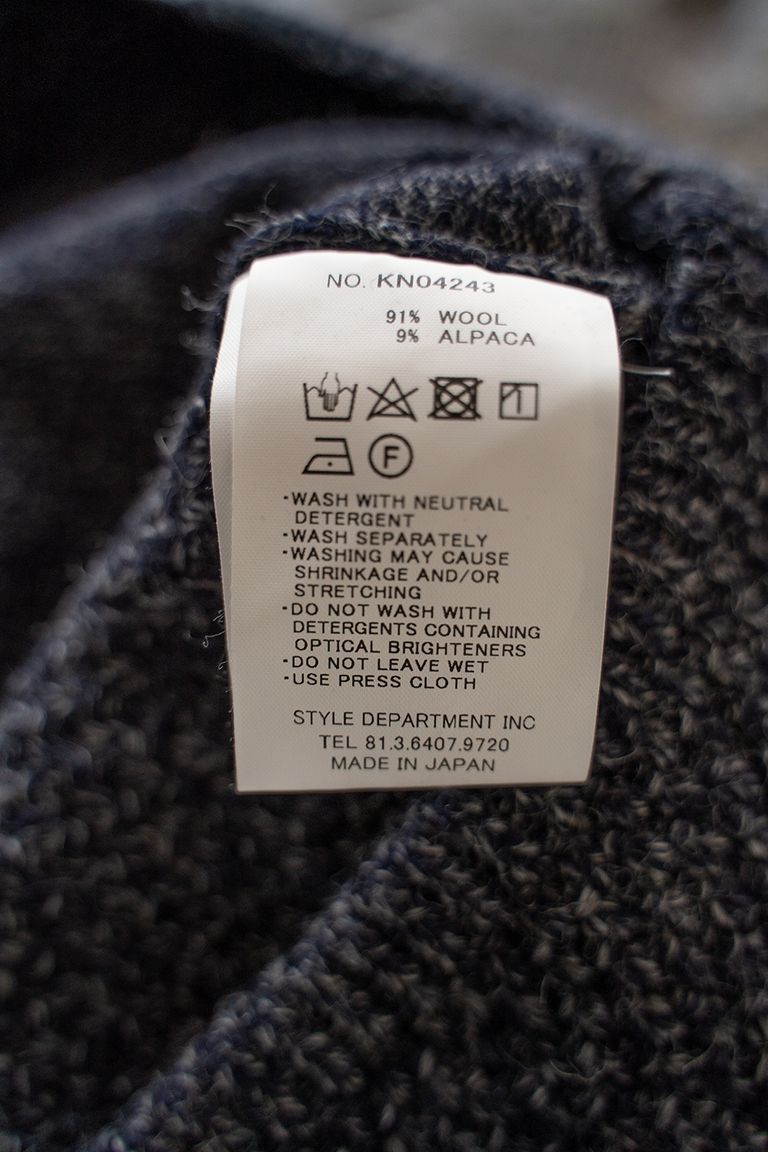 NO. KN04243
91% WOOL
9% ALPACA
F
·WASH WITH NEUTRAL
DETERGENT
·WASH SEPARATELY
·WASHING MAY CAUSE
SHRINKAGE AND/OR
STRETCHING
·DO NOT WASH WITH
DETERGENTS CONTAINING
OPTICAL BRIGHTENERS
·DO NOT LEAVE WET
·USE PRESS CLOTH
STYLE DEPARTMENT INC
TEL 81.3.6407.9720
MADE IN JAPAN